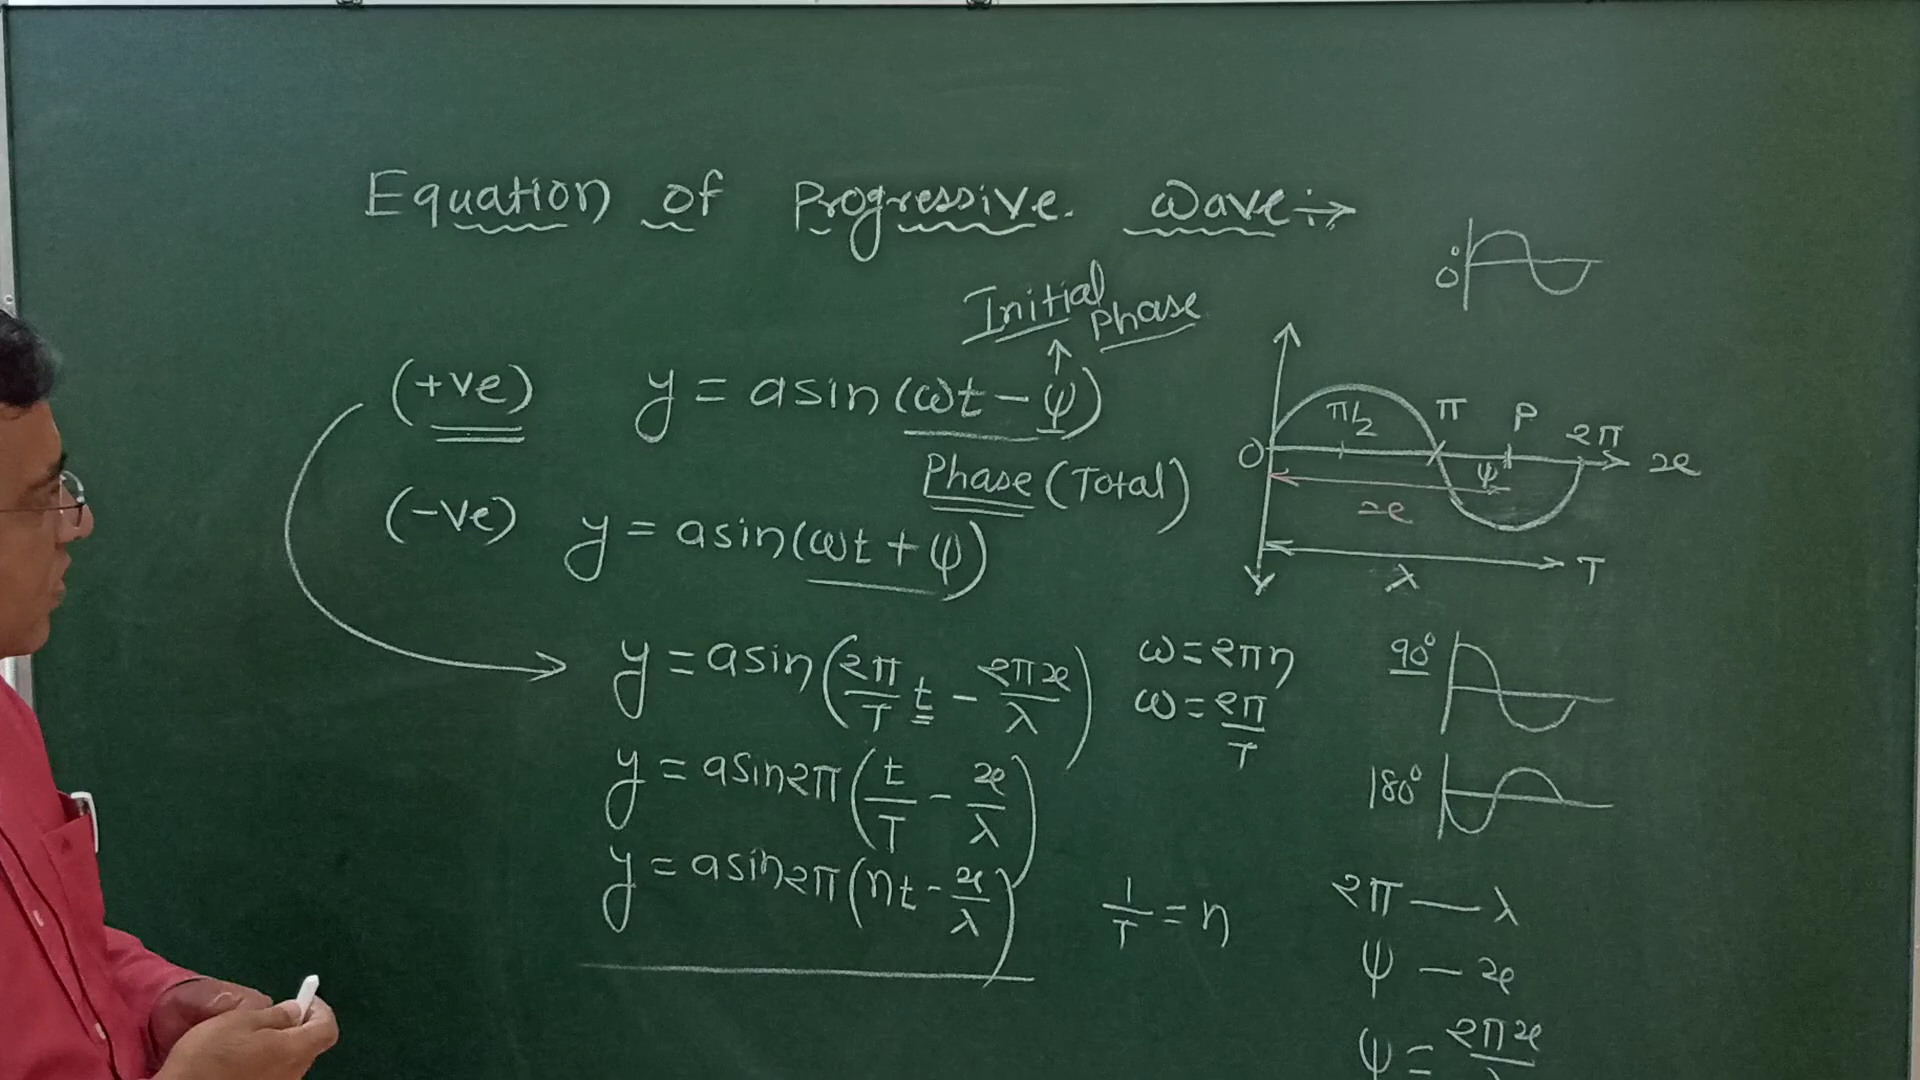 Equation of Progressive wave :→
Initial Phase
(+ve) y = asin(ωt − ψ)
Phase (Total)
(-ve) y = asin(ωt + ψ)
y = asin(2π/T t − 2πx/λ) ω = 2πn
ω = 2π/T
y = asin2π(t/T − x/λ)
y = asin2π(nt − x/λ) 1/T = n
0°
π/2 π P 2π
O x
ψ
x
λ T
90°
180°
2π — λ
ψ — x
ψ = 2πx/λ